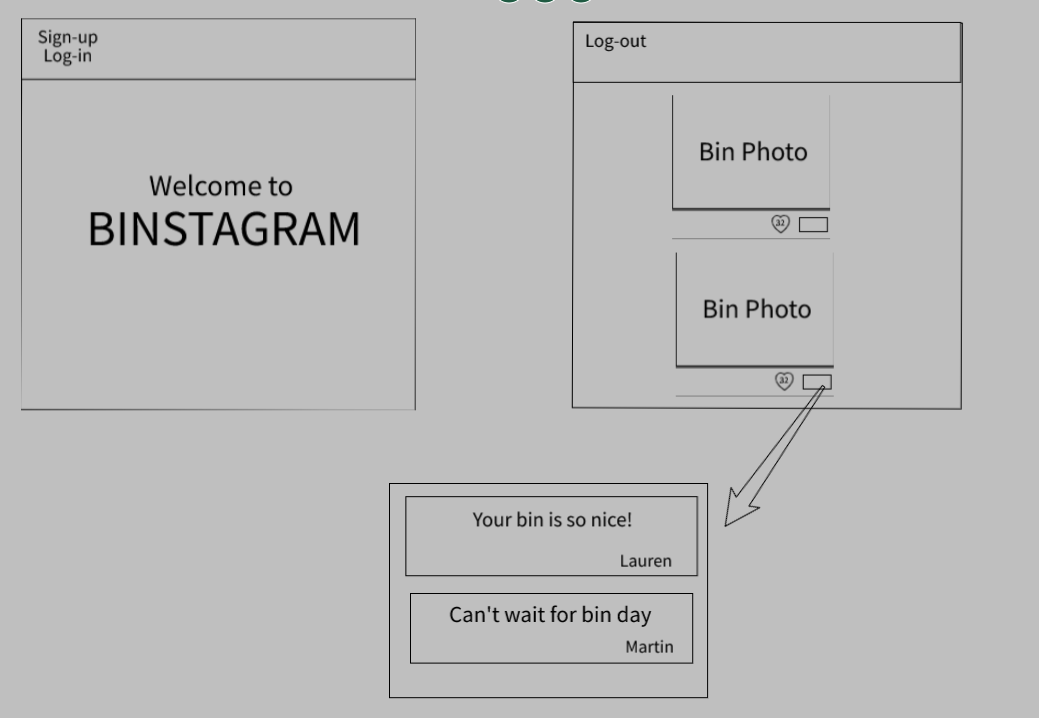 Sign-up
Log-in
Welcome to
BINSTAGRAM
Log-out
Bin Photo
32
Bin Photo
32
Your bin is so nice!
Lauren
Can't wait for bin day
Martin